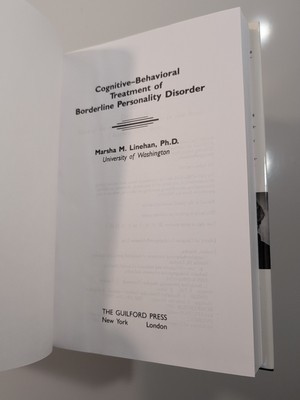 Cognitive–Behavioral
Treatment of
Borderline Personality Disorder
Marsha M. Linehan, Ph.D.
University of Washington
THE GUILFORD PRESS
New York London